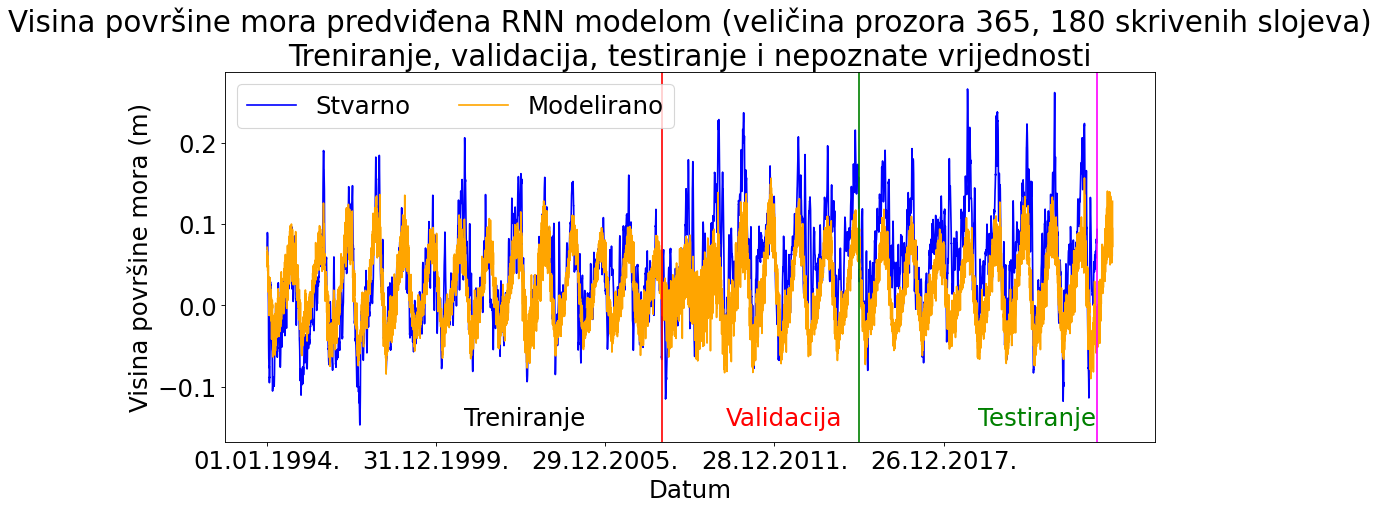 Visina površine mora predviđena RNN modelom (veličina prozora 365, 180 skrivenih slojeva)
Treniranje, validacija, testiranje i nepoznate vrijednosti
Stvarno Modelirano
Visina površine mora (m)
0.2
0.1
0.0
−0.1
Treniranje Validacija Testiranje
01.01.1994. 31.12.1999. 29.12.2005. 28.12.2011. 26.12.2017.
Datum